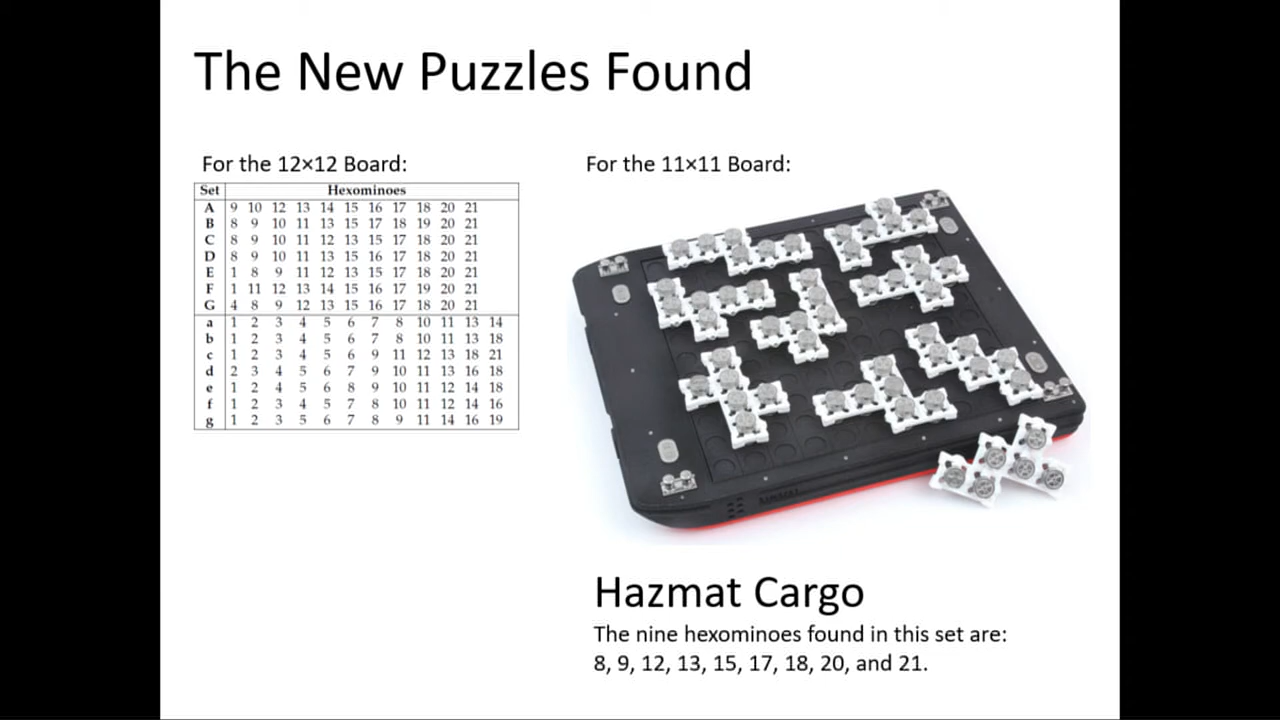 The New Puzzles Found
For the 12×12 Board:
Set Hexominoes
A 9 10 12 13 14 15 16 17 18 20 21
B 8 9 10 11 13 15 17 18 19 20 21
C 8 9 10 11 12 13 15 17 18 20 21
D 8 9 10 11 13 15 16 17 18 20 21
E 1 8 9 11 12 13 15 17 18 20 21
F 1 11 12 13 14 15 16 17 19 20 21
G 4 8 9 12 13 15 16 17 18 20 21
a 1 2 3 4 5 6 7 8 10 11 13 14
b 1 2 3 4 5 6 7 8 10 11 13 18
c 1 2 3 4 5 6 9 11 12 13 18 21
d 2 3 4 5 6 7 9 10 11 13 16 18
e 1 2 4 5 6 8 9 10 11 12 14 18
f 1 2 3 4 5 7 8 10 11 12 14 16
g 1 2 3 5 6 7 8 9 11 14 16 19
For the 11×11 Board:
Hazmat Cargo
The nine hexominoes found in this set are:
8, 9, 12, 13, 15, 17, 18, 20, and 21.